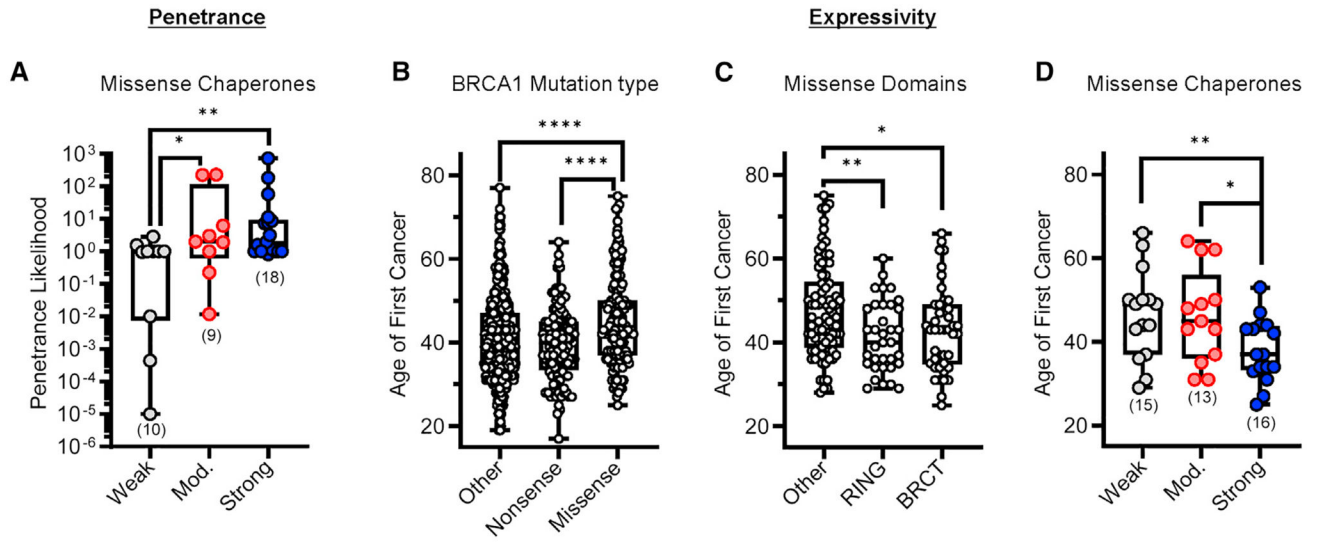 Penetrance
Expressivity
A
Missense Chaperones
**
*
10³
10²
10¹
10⁰
10⁻¹
10⁻²
10⁻³
10⁻⁴
10⁻⁵
10⁻⁶
Penetrance Likelihood
(10)
(9)
(18)
Weak
Mod.
Strong
B
BRCA1 Mutation type
****
****
80
60
40
20
Age of First Cancer
Other
Nonsense
Missense
C
Missense Domains
*
**
80
60
40
20
Age of First Cancer
Other
RING
BRCT
D
Missense Chaperones
**
*
80
60
40
20
Age of First Cancer
(15)
(13)
(16)
Weak
Mod.
Strong